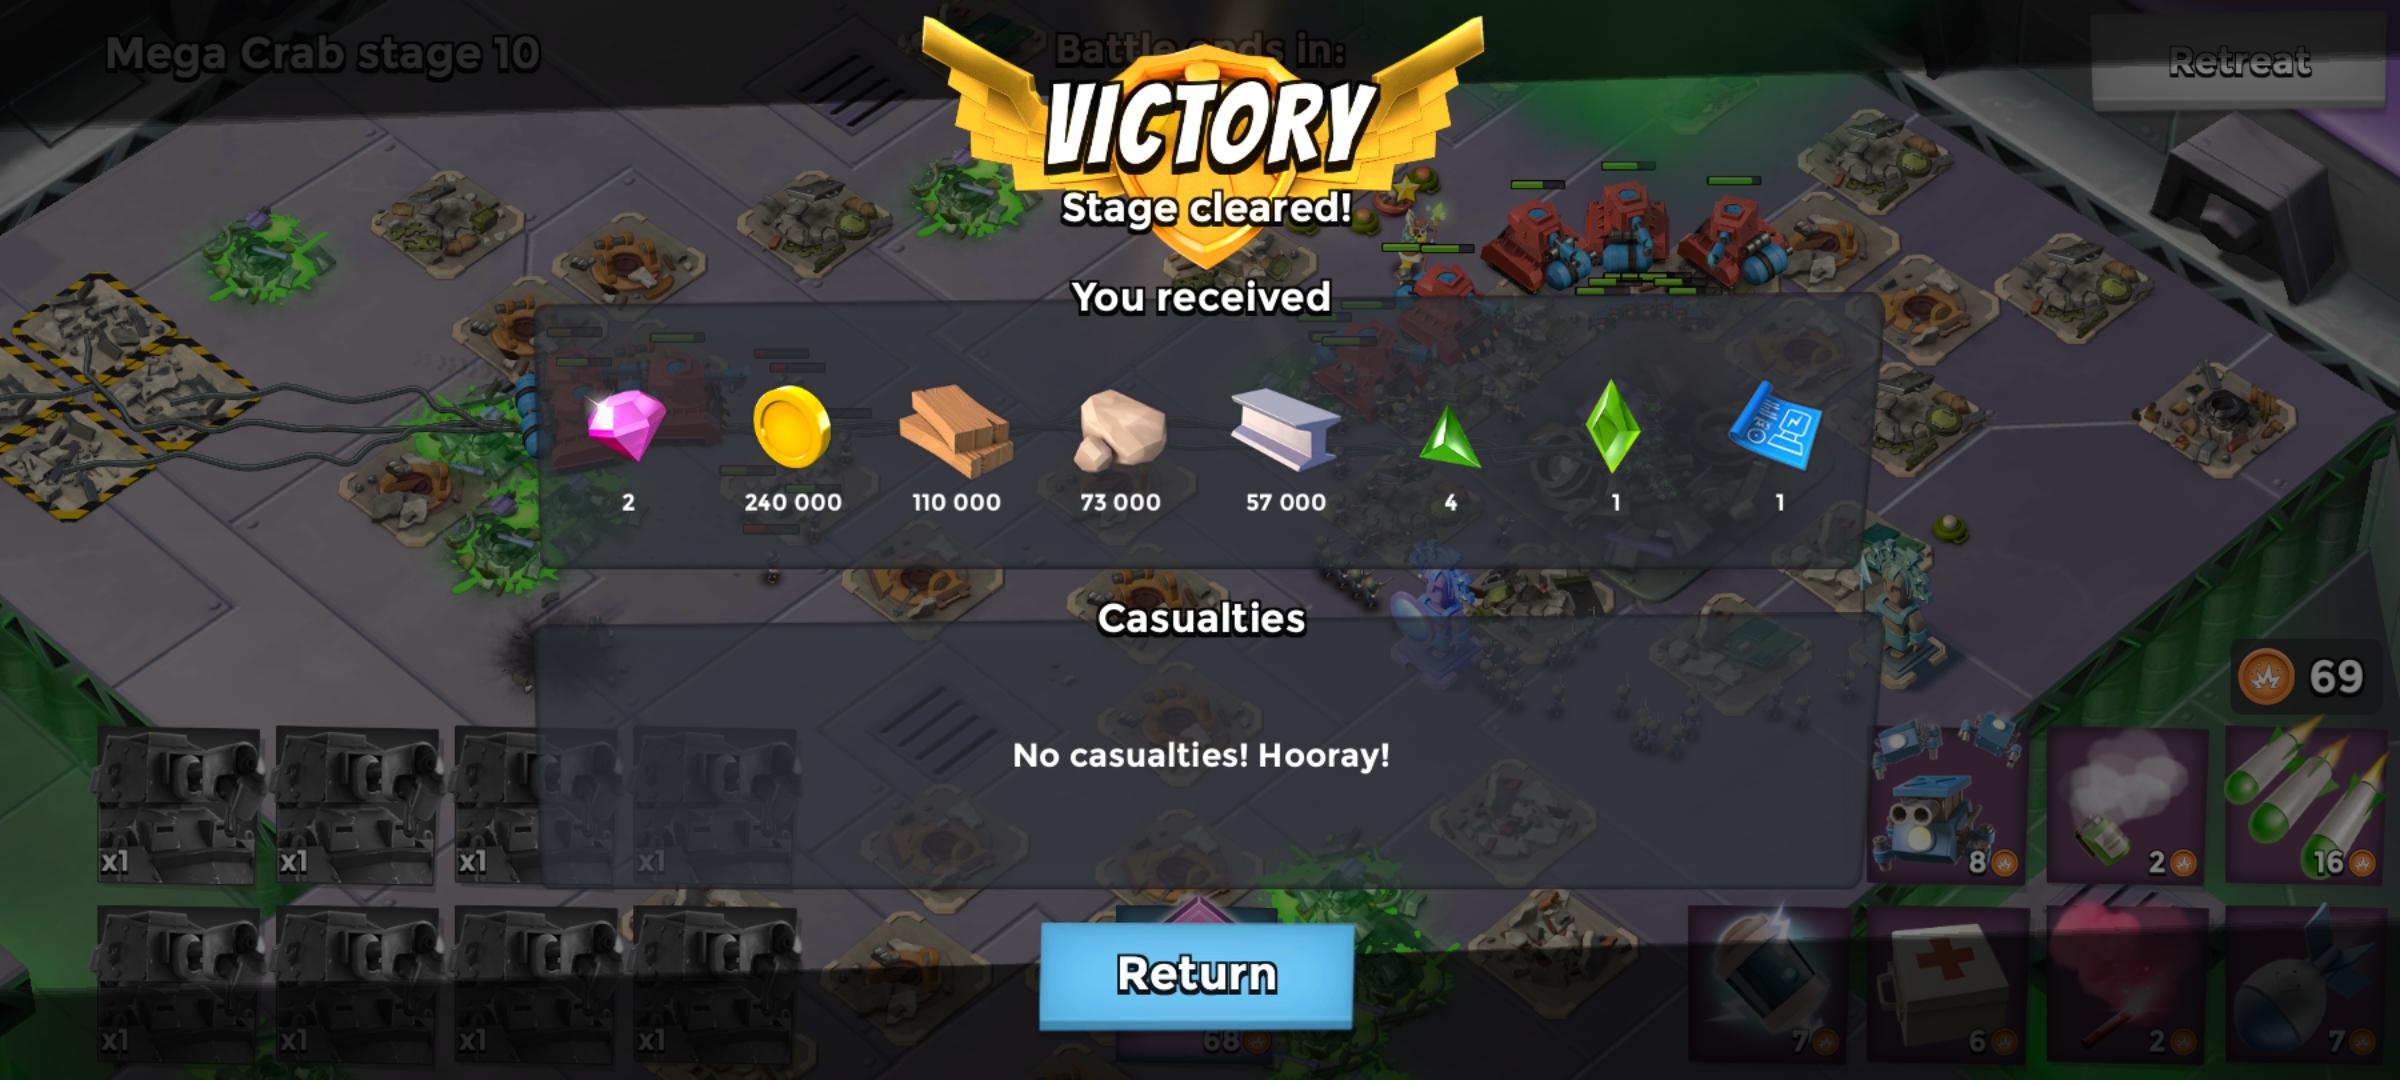 Mega Crab stage 10
Battle ends in:
Retreat
VICTORY
Stage cleared!
You received
2
240 000
110 000
73 000
57 000
4
1
1
Casualties
No casualties! Hooray!
69
x1
x1
x1
x1
8
2
16
Return
x1
x1
x1
x1
68
7
6
2
7